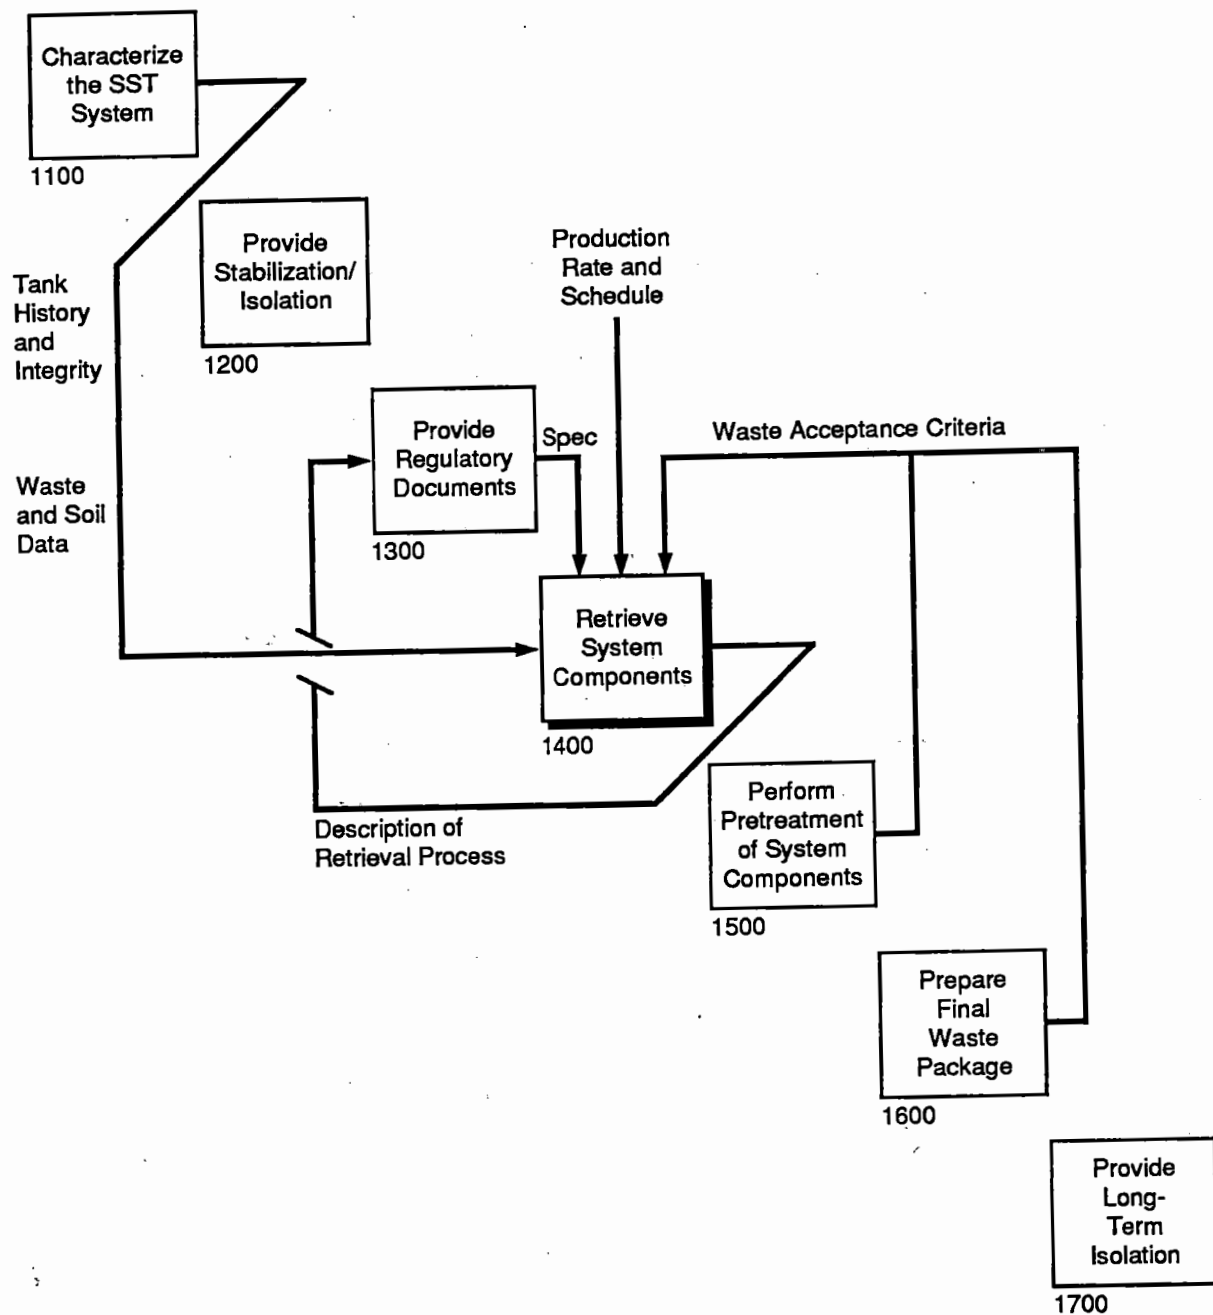 Characterize
the SST
System
1100
Provide
Stabilization/
Isolation
1200
Tank
History
and
Integrity
Production
Rate and
Schedule
Provide
Regulatory
Documents
1300
Spec
Waste Acceptance Criteria
Waste
and Soil
Data
Retrieve
System
Components
1400
Description of
Retrieval Process
Perform
Pretreatment
of System
Components
1500
Prepare
Final
Waste
Package
1600
Provide
Long-
Term
Isolation
1700